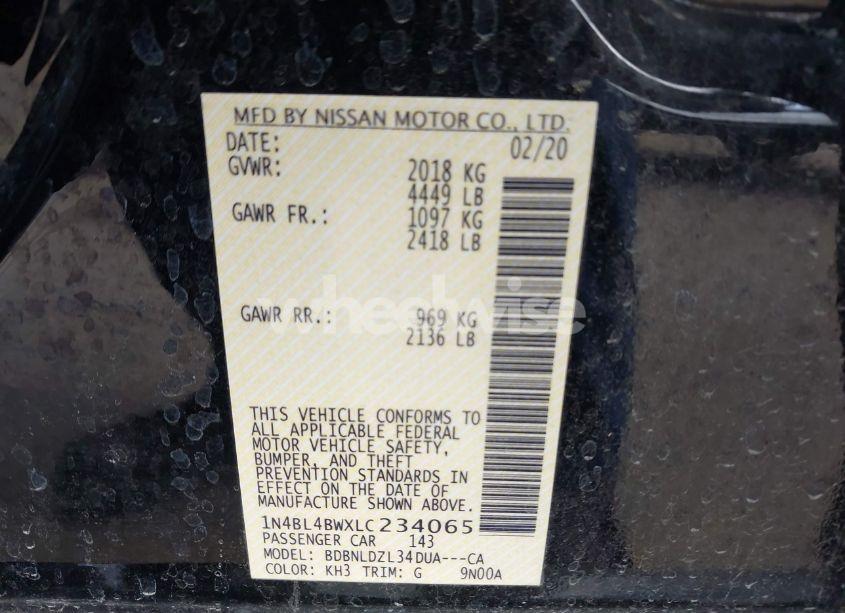 MFD BY NISSAN MOTOR CO., LTD.
DATE: 02/20
GVWR: 2018 KG
4449 LB
GAWR FR.: 1097 KG
2418 LB
wheelwise
GAWR RR.: 969 KG
2136 LB
THIS VEHICLE CONFORMS TO
ALL APPLICABLE FEDERAL
MOTOR VEHICLE SAFETY,
BUMPER, AND THEFT
PREVENTION STANDARDS IN
EFFECT ON THE DATE OF
MANUFACTURE SHOWN ABOVE.
1N4BL4BWXLC234065
PASSENGER CAR 143
MODEL: BDBNLDZL34DUA---CA
COLOR: KH3 TRIM: G 9N00A